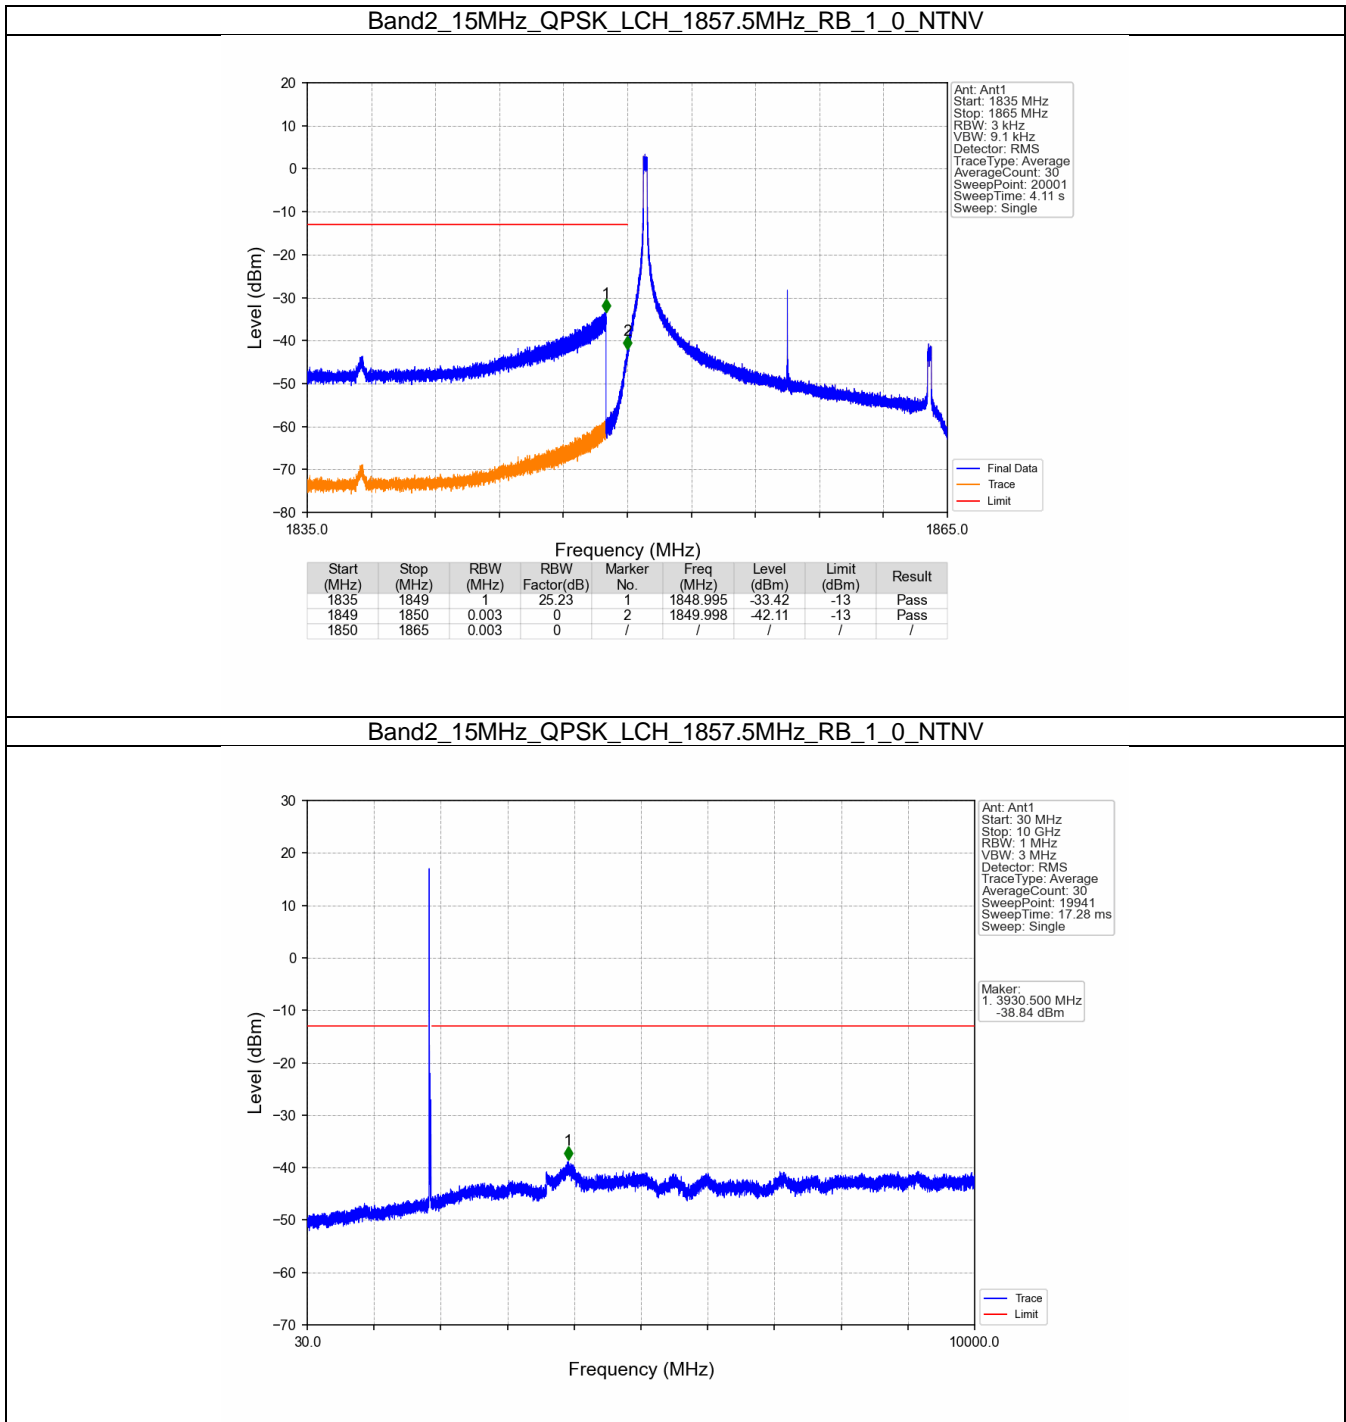 Band2_15MHz_QPSK_LCH_1857.5MHz_RB_1_0_NTNV
Ant: Ant1
Start: 1835 MHz
Stop: 1865 MHz
RBW: 3 kHz
VBW: 9.1 kHz
Detector: RMS
TraceType: Average
AverageCount: 30
SweepPoint: 20001
SweepTime: 4.11 s
Sweep: Single
20
10
0
−10
−20
−30
−40
−50
−60
−70
−80
Level (dBm)
1
2
Final Data
Trace
Limit
1835.0 1865.0
Frequency (MHz)
Start (MHz) Stop (MHz) RBW (MHz) RBW Factor(dB) Marker No. Freq (MHz) Level (dBm) Limit (dBm) Result
1835 1849 1 25.23 1 1848.995 -33.42 -13 Pass
1849 1850 0.003 0 2 1849.998 -42.11 -13 Pass
1850 1865 0.003 0 / / / / /
Band2_15MHz_QPSK_LCH_1857.5MHz_RB_1_0_NTNV
Ant: Ant1
Start: 30 MHz
Stop: 10 GHz
RBW: 1 MHz
VBW: 3 MHz
Detector: RMS
TraceType: Average
AverageCount: 30
SweepPoint: 19941
SweepTime: 17.28 ms
Sweep: Single
Maker:
1. 3930.500 MHz
-38.84 dBm
30
20
10
0
−10
−20
−30
−40
−50
−60
−70
Level (dBm)
1
Trace
Limit
30.0 10000.0
Frequency (MHz)